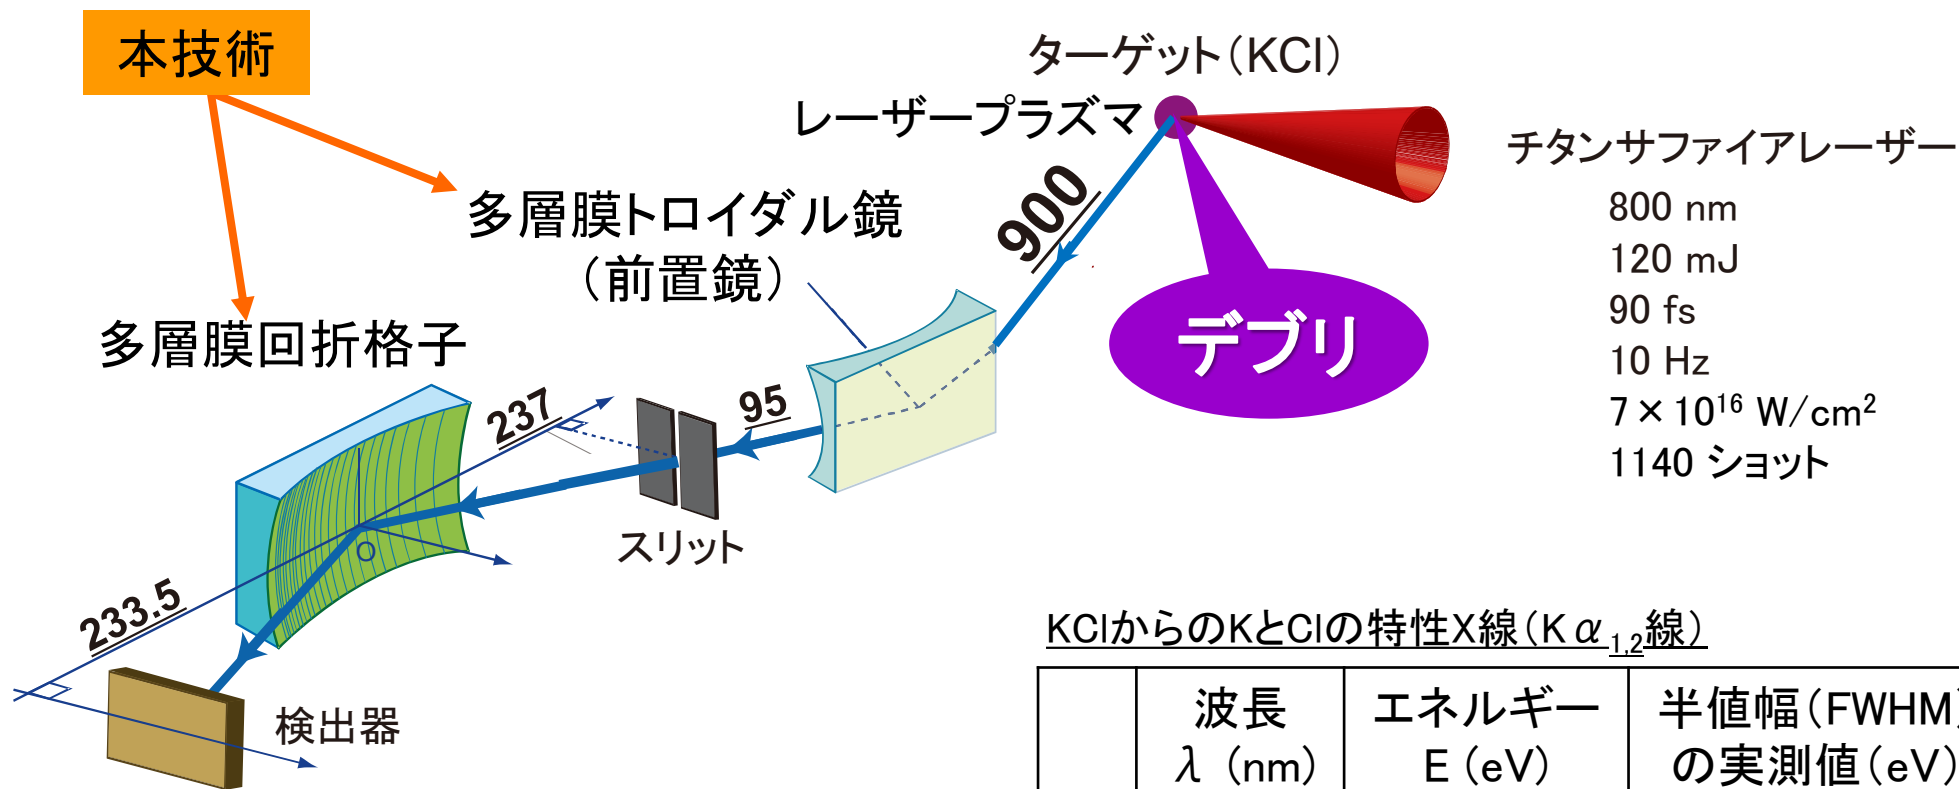 本技術
ターゲット（KCl）
レーザープラズマ
チタンサファイアレーザー
800 nm
120 mJ
90 fs
10 Hz
7×10¹⁶ W/cm²
1140 ショット
900
多層膜トロイダル鏡
（前置鏡）
デブリ
多層膜回折格子
237
95
スリット
O
233.5
検出器
KClからのKとClの特性X線（Kα₁,₂線）
波長
λ (nm)
エネルギー
E (eV)
半値幅（FWHM）
の実測値（eV）